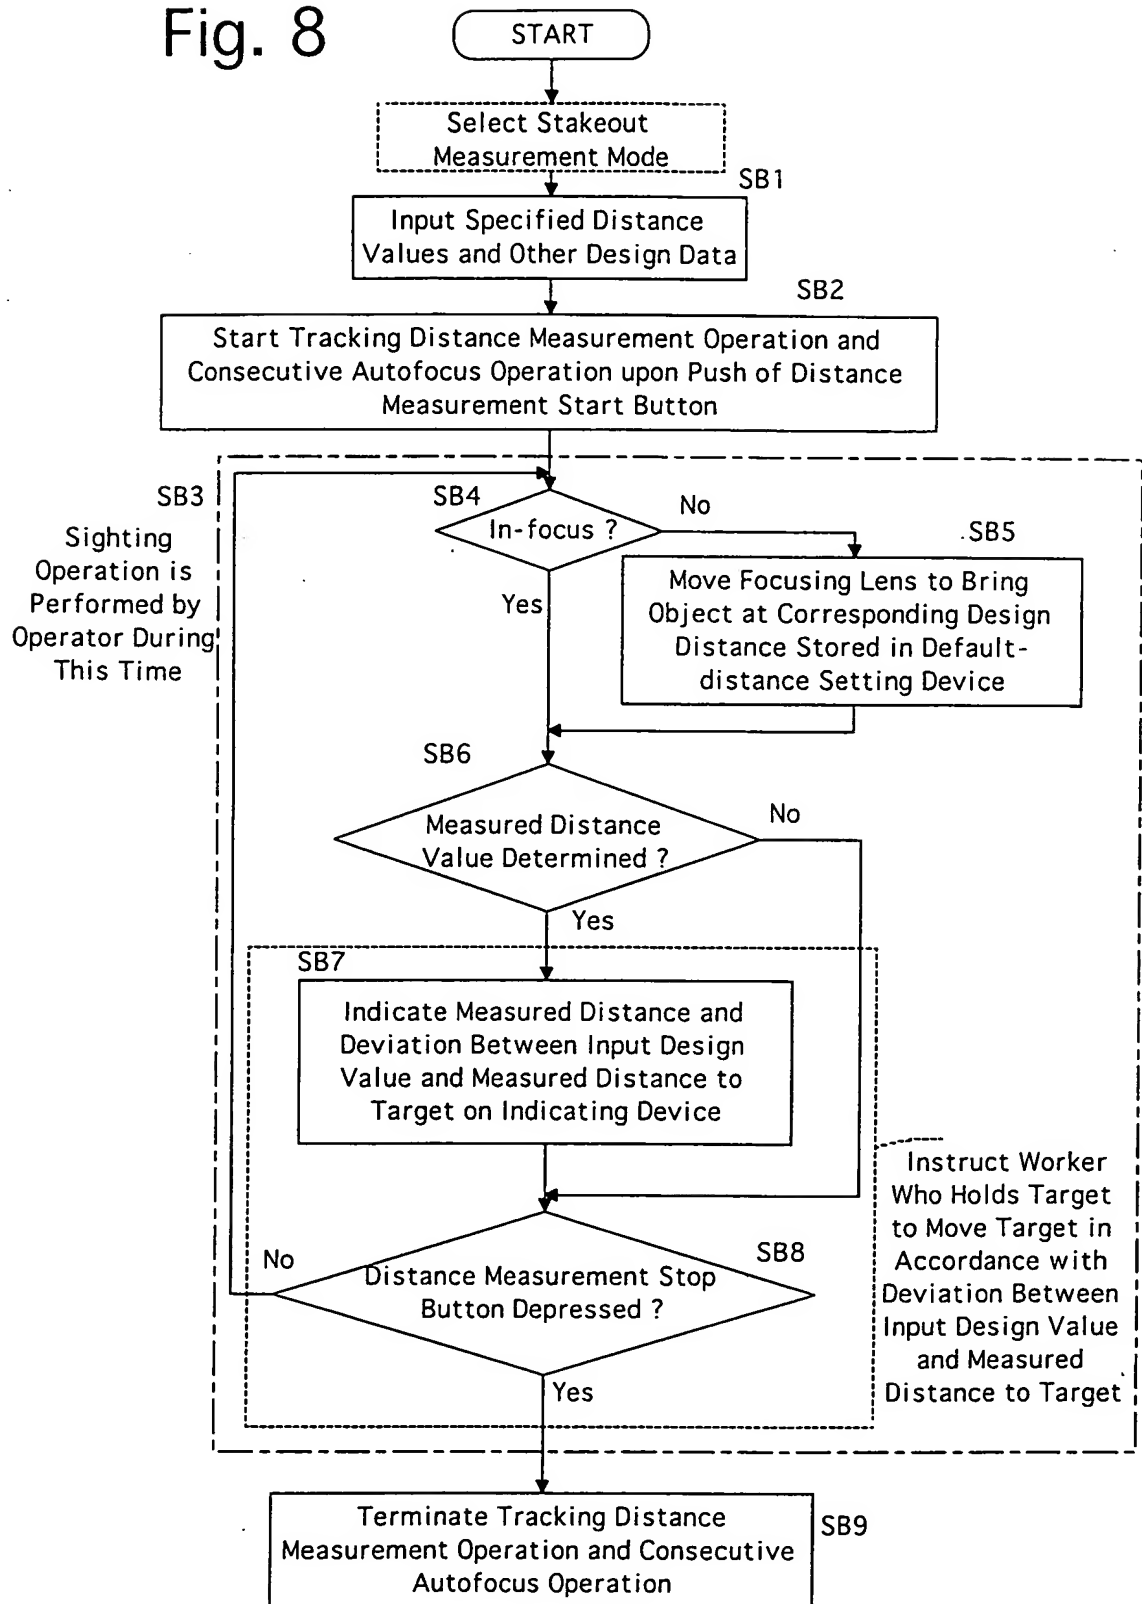 Fig. 8
START
Select Stakeout
Measurement Mode
SB1
Input Specified Distance
Values and Other Design Data
SB2
Start Tracking Distance Measurement Operation and
Consecutive Autofocus Operation upon Push of Distance
Measurement Start Button
SB3
Sighting
Operation is
Performed by
Operator During
This Time
SB4
In-focus ?
No
Yes
SB5
Move Focusing Lens to Bring
Object at Corresponding Design
Distance Stored in Default-
distance Setting Device
SB6
Measured Distance
Value Determined ?
No
Yes
SB7
Indicate Measured Distance and
Deviation Between Input Design
Value and Measured Distance to
Target on Indicating Device
Instruct Worker
Who Holds Target
to Move Target in
Accordance with
Deviation Between
Input Design Value
and Measured
Distance to Target
No
SB8
Distance Measurement Stop
Button Depressed ?
Yes
Terminate Tracking Distance
Measurement Operation and Consecutive
Autofocus Operation
SB9